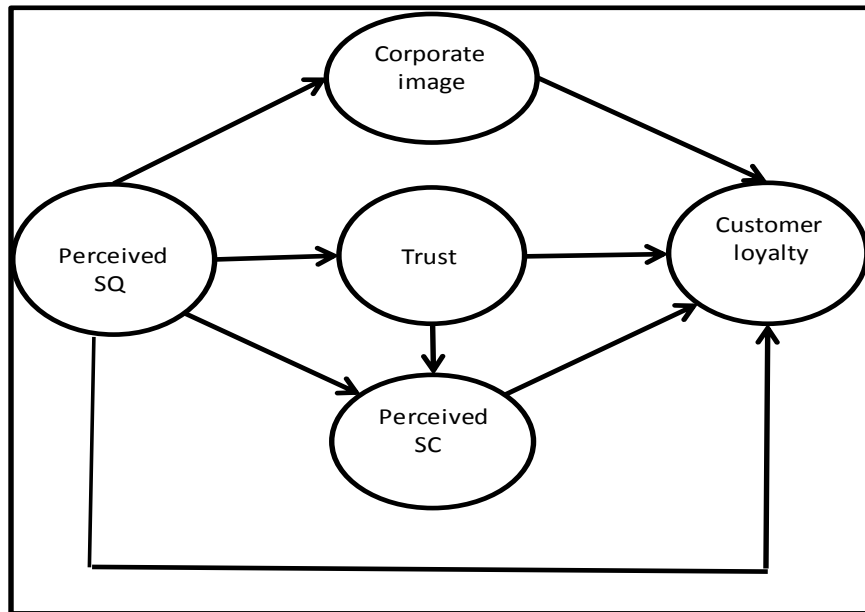 Corporate
image
Perceived
SQ
Trust
Customer
loyalty
Perceived
SC